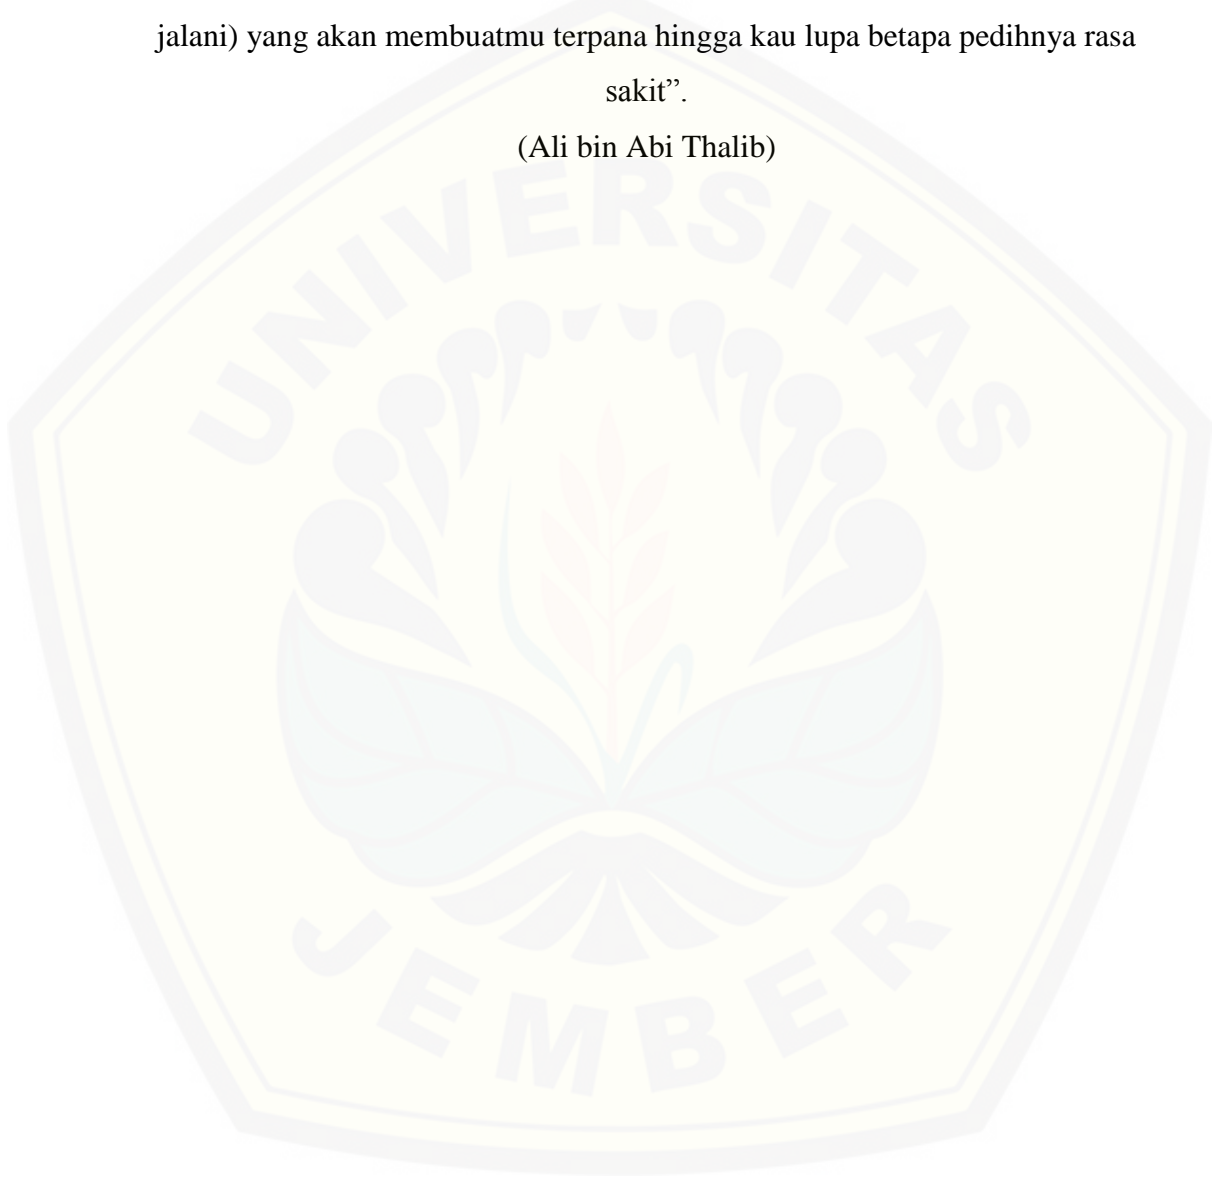 jalani) yang akan membuatmu terpana hingga kau lupa betapa pedihnya rasa
sakit”.
(Ali bin Abi Thalib)
UNIVERSITAS
JEMBER